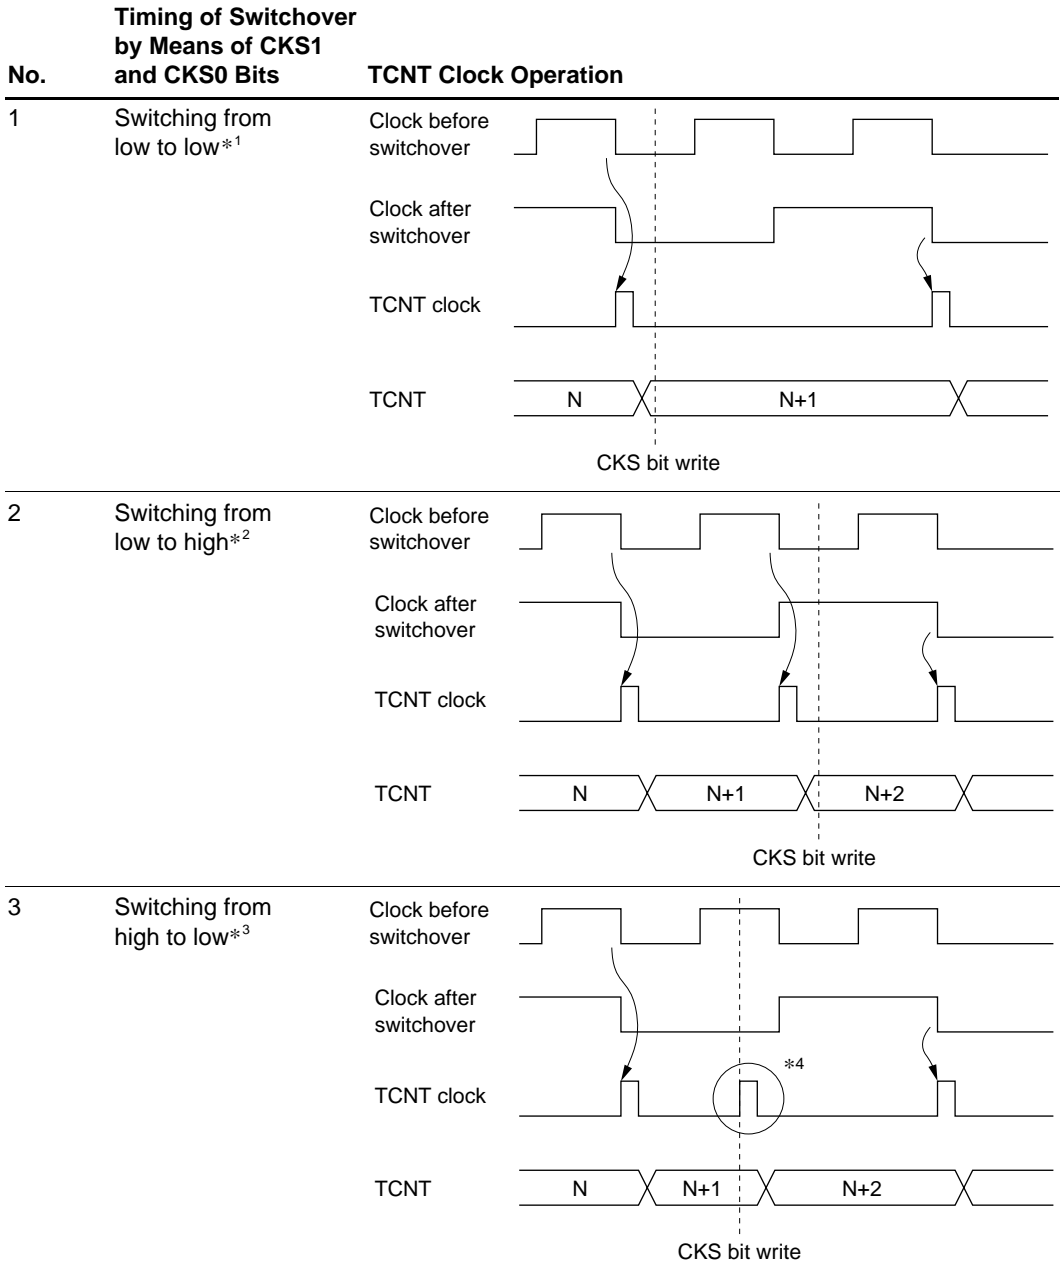 No.
Timing of Switchover
by Means of CKS1
and CKS0 Bits
TCNT Clock Operation
1
Switching from
low to low*1
Clock before
switchover
Clock after
switchover
TCNT clock
TCNT
N
N+1
CKS bit write
2
Switching from
low to high*2
Clock before
switchover
Clock after
switchover
TCNT clock
TCNT
N
N+1
N+2
CKS bit write
3
Switching from
high to low*3
Clock before
switchover
Clock after
switchover
*4
TCNT clock
TCNT
N
N+1
N+2
CKS bit write